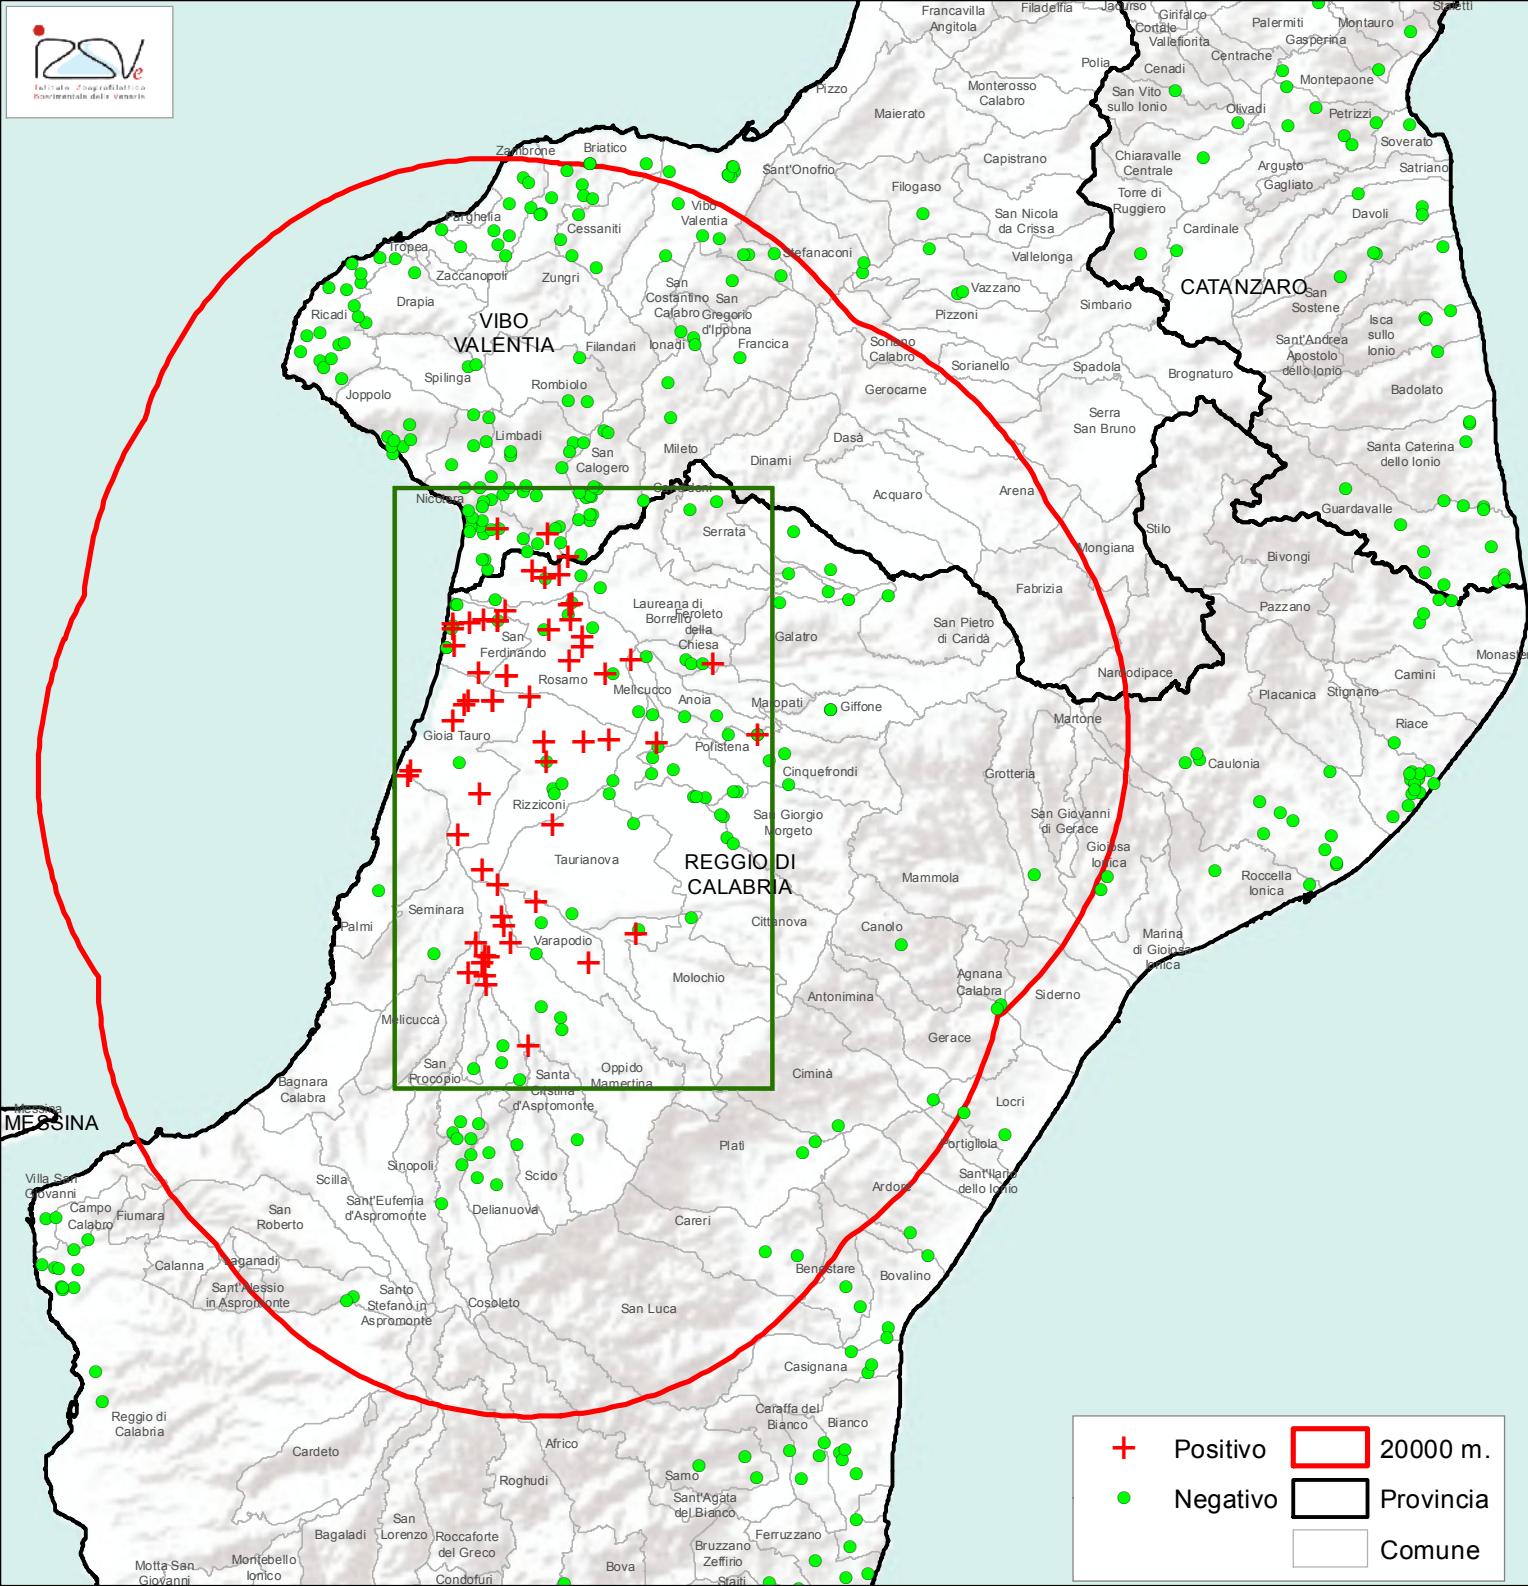 Istituto Zooprofilattico
Sperimentale delle Venezie
Francavilla
Angitola
Filadelfia
Jacurso
Girifalco
Cortale
Vallefiorita
Palermiti
Montauro
Staletti
Gasperina
Centrache
Polia
Cenadi
Montepaone
Pizzo
Monterosso
Calabro
San Vito
sullo Ionio
Maierato
Olivadi
Petrizzi
Soverato
Zambrone
Briatico
Sant'Onofrio
Capistrano
Chiaravalle
Centrale
Argusto
Gagliato
Satriano
Filogaso
Torre di
Ruggiero
Parghelia
Vibo
Valentia
San Nicola
da Crissa
Davoli
Cessaniti
Cardinale
Tropea
Stefanaconi
Vallelonga
Zaccanopoli
Zungri
San
Costantino
Calabro
CATANZARO
Drapia
San
Gregorio
d'Ippona
Vazzano
Simbario
San
Sostene
Ricadi
VIBO
VALENTIA
Pizzoni
Isca
sullo
Ionio
Filandari
Ionadi
Francica
Soriano
Calabro
Sant'Andrea
Apostolo
dello Ionio
Sorianello
Spadola
Brognaturo
Spilinga
Rombiolo
Gerocarne
Badolato
Joppolo
Serra
San Bruno
Limbadi
Dasà
Mileto
San
Calogero
Dinami
Santa Caterina
dello Ionio
Nicotera
Acquaro
Arena
Guardavalle
Serrata
Stilo
Mongiana
Bivongi
Fabrizia
Laureana di
Borrello
Feroleto
della
Chiesa
Pazzano
San
Ferdinando
Galatro
San Pietro
di Caridà
Monaste
Rosarno
Nardodipace
Camini
Melicucco
Anoia
Maropati
Giffone
Placanica
Stignano
Gioia Tauro
Martone
Riace
Polistena
Cinquefrondi
Grotteria
Caulonia
Rizziconi
San Giorgio
Morgeto
San Giovanni
di Gerace
Taurianova
REGGIO DI
CALABRIA
Gioiosa
Ionica
Mammola
Roccella
Ionica
Seminara
Palmi
Cittanova
Canolo
Varapodio
Marina
di Gioiosa
Ionica
Molochio
Agnana
Calabra
Antonimina
Siderno
Melicuccà
Gerace
San
Procopio
Santa
Cristina
d'Aspromonte
Oppido
Mamertina
Ciminà
Bagnara
Calabra
Locri
Messina
MESSINA
Platì
Portigliola
Sinopoli
Scido
Sant'Ilario
dello Ionio
Villa San
Giovanni
Scilla
Ardore
Campo
Calabro
Fiumara
San
Roberto
Sant'Eufemia
d'Aspromonte
Delianuova
Careri
Calanna
Laganadi
Benestare
Bovalino
Sant'Alessio
in Aspromonte
Santo
Stefano in
Aspromonte
Cosoleto
San Luca
Casignana
Reggio di
Calabria
Caraffa del
Bianco
Bianco
Cardeto
Africo
Roghudi
Samo
Sant'Agata
del Bianco
San
Lorenzo
Bagaladi
Roccaforte
del Greco
Ferruzzano
Bruzzano
Zeffirio
Motta San
Giovanni
Montebello
Ionico
Condofuri
Bova
Staiti
Positivo
20000 m.
Negativo
Provincia
Comune